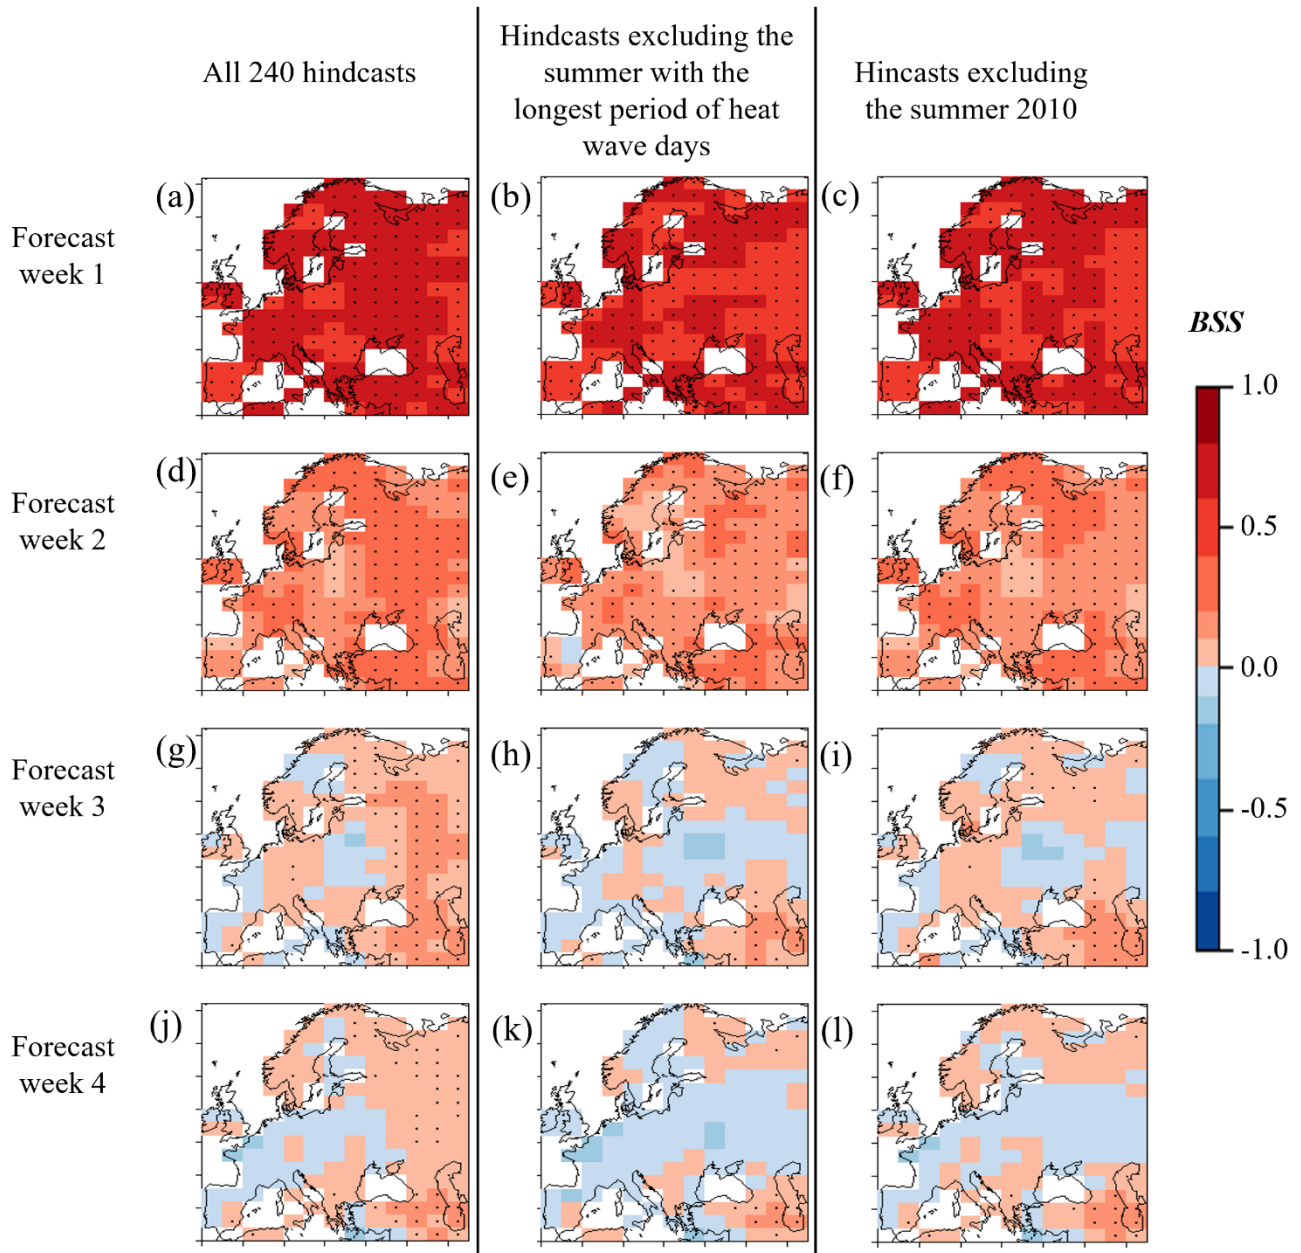 All 240 hindcasts
Hindcasts excluding the
summer with the
longest period of heat
wave days
Hincasts excluding
the summer 2010
Forecast
week 1
(a)
(b)
(c)
Forecast
week 2
(d)
(e)
(f)
Forecast
week 3
(g)
(h)
(i)
Forecast
week 4
(j)
(k)
(l)
BSS
1.0
0.5
0.0
-0.5
-1.0